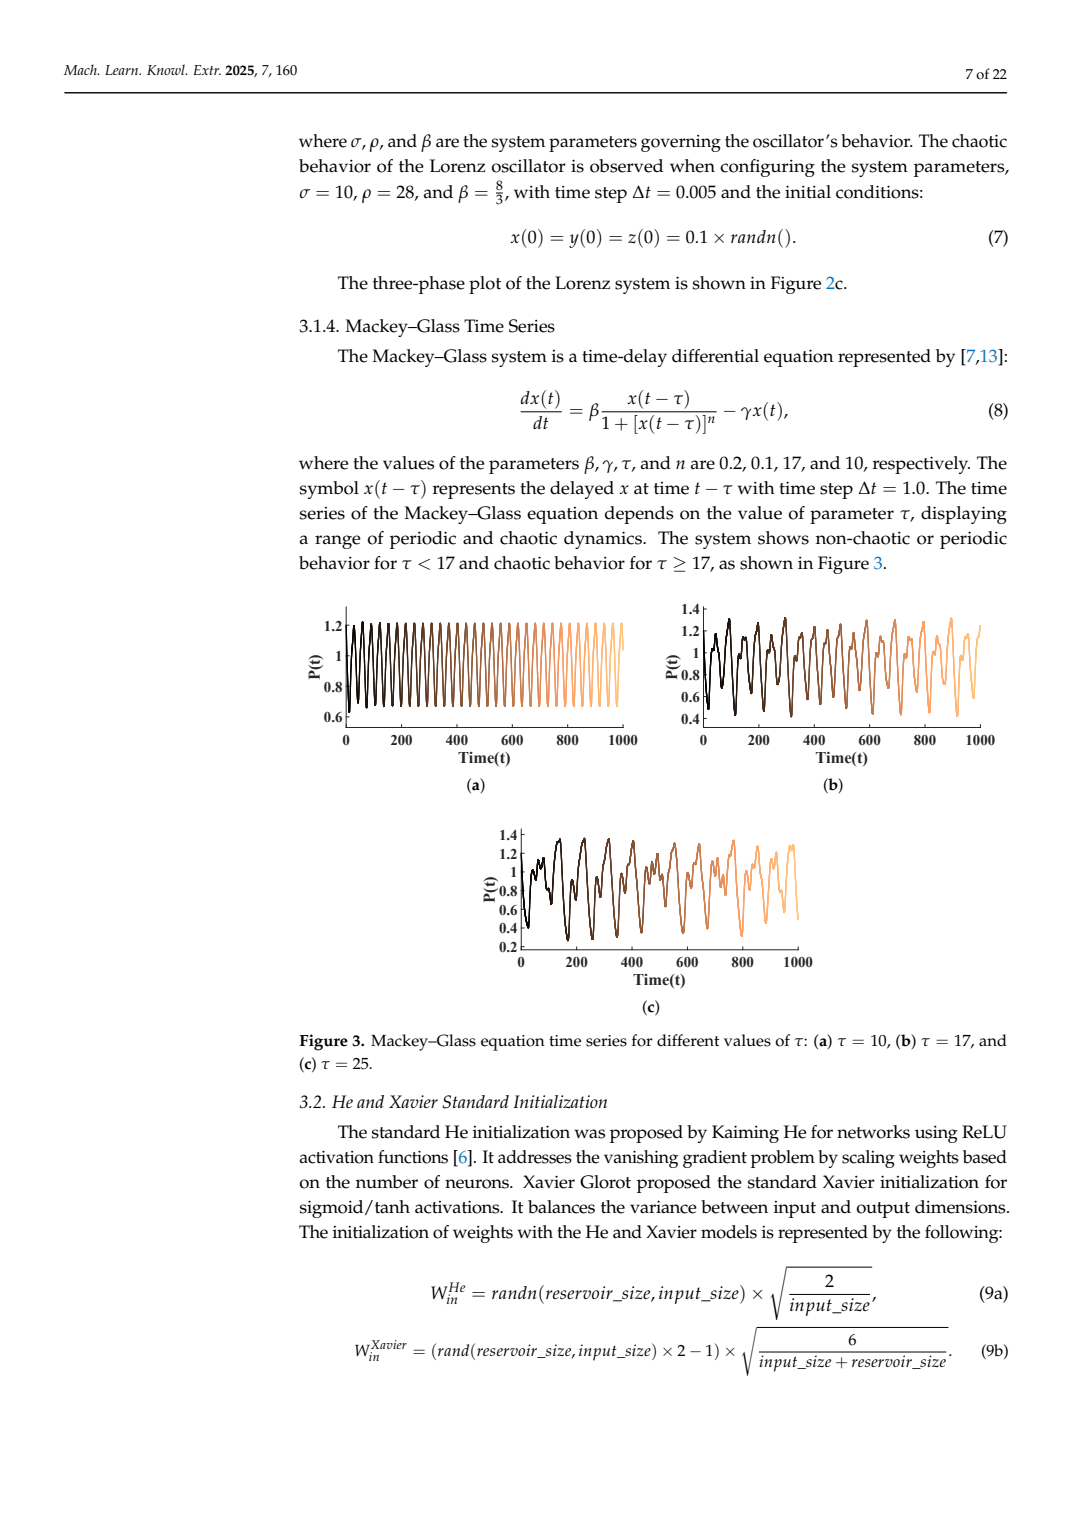 Mach. Learn. Knowl. Extr. 2025, 7, 160
7 of 22
where σ, ρ, and β are the system parameters governing the oscillator's behavior. The chaotic
behavior of the Lorenz oscillator is observed when configuring the system parameters,
σ = 10, ρ = 28, and β = 8/3, with time step Δt = 0.005 and the initial conditions:
x(0) = y(0) = z(0) = 0.1 × randn(). (7)
The three-phase plot of the Lorenz system is shown in Figure 2c.
3.1.4. Mackey–Glass Time Series
The Mackey–Glass system is a time-delay differential equation represented by [7,13]:
dx(t)/dt = β x(t − τ)/(1 + [x(t − τ)]^n) − γx(t), (8)
where the values of the parameters β, γ, τ, and n are 0.2, 0.1, 17, and 10, respectively. The
symbol x(t − τ) represents the delayed x at time t − τ with time step Δt = 1.0. The time
series of the Mackey–Glass equation depends on the value of parameter τ, displaying
a range of periodic and chaotic dynamics. The system shows non-chaotic or periodic
behavior for τ < 17 and chaotic behavior for τ ≥ 17, as shown in Figure 3.
P(t)
1.2
1
0.8
0.6
0 200 400 600 800 1000
Time(t)
(a)
P(t)
1.4
1.2
1
0.8
0.6
0.4
0 200 400 600 800 1000
Time(t)
(b)
P(t)
1.4
1.2
1
0.8
0.6
0.4
0.2
0 200 400 600 800 1000
Time(t)
(c)
Figure 3. Mackey–Glass equation time series for different values of τ: (a) τ = 10, (b) τ = 17, and
(c) τ = 25.
3.2. He and Xavier Standard Initialization
The standard He initialization was proposed by Kaiming He for networks using ReLU
activation functions [6]. It addresses the vanishing gradient problem by scaling weights based
on the number of neurons. Xavier Glorot proposed the standard Xavier initialization for
sigmoid/tanh activations. It balances the variance between input and output dimensions.
The initialization of weights with the He and Xavier models is represented by the following:
W_in^He = randn(reservoir_size, input_size) × √(2/input_size), (9a)
W_in^Xavier = (rand(reservoir_size, input_size) × 2 − 1) × √(6/(input_size + reservoir_size)). (9b)